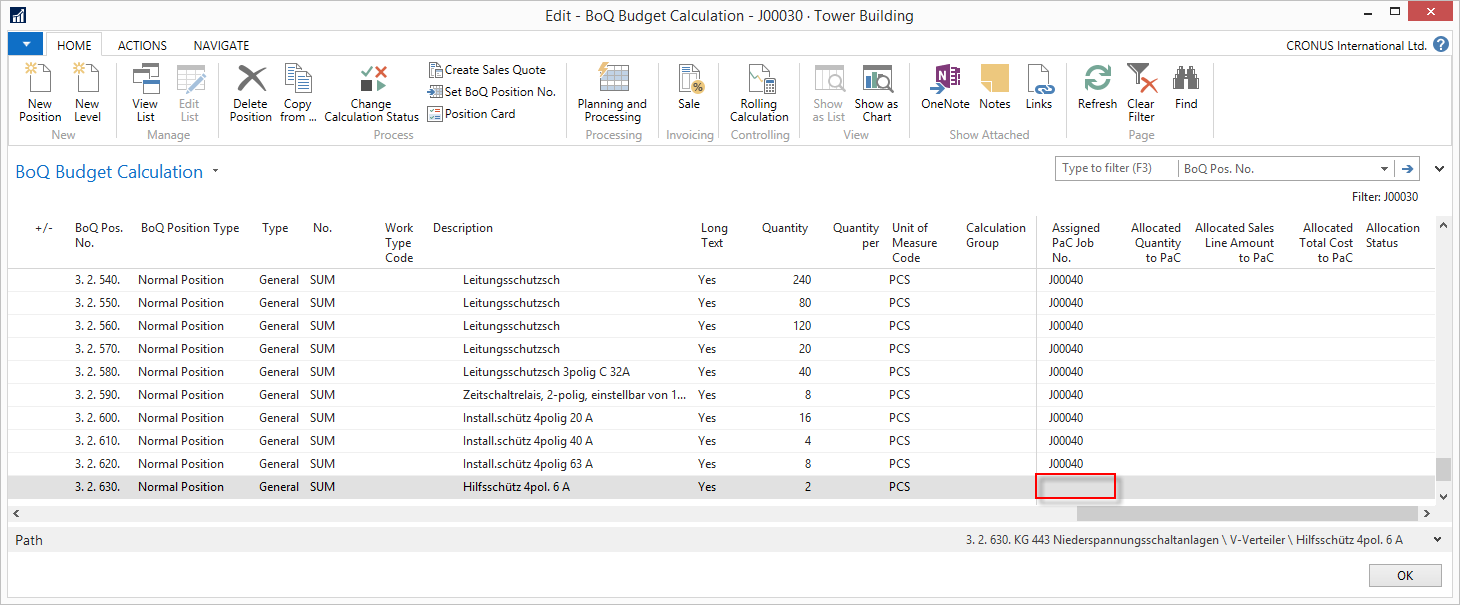 Edit - BoQ Budget Calculation - J00030 · Tower Building
HOME ACTIONS NAVIGATE
CRONUS International Ltd. ?
New Position
New Level
New
View List
Edit List
Manage
Delete Position
Copy from ...
Change Calculation Status
Create Sales Quote
Set BoQ Position No.
Position Card
Process
Planning and Processing
Processing
Sale
Invoicing
Rolling Calculation
Controlling
Show as List
Show as Chart
View
OneNote
Notes
Links
Show Attached
Refresh
Clear Filter
Find
Page
BoQ Budget Calculation
Type to filter (F3) BoQ Pos. No.
Filter: J00030
+/- BoQ Pos. No. BoQ Position Type Type No. Work Type Code Description Long Text Quantity Quantity per Unit of Measure Code Calculation Group Assigned PaC Job No. Allocated Quantity to PaC Allocated Sales Line Amount to PaC Allocated Total Cost to PaC Allocation Status
3. 2. 540. Normal Position General SUM Leitungsschutzsch Yes 240 PCS J00040
3. 2. 550. Normal Position General SUM Leitungsschutzsch Yes 80 PCS J00040
3. 2. 560. Normal Position General SUM Leitungsschutzsch Yes 120 PCS J00040
3. 2. 570. Normal Position General SUM Leitungsschutzsch Yes 20 PCS J00040
3. 2. 580. Normal Position General SUM Leitungsschutzsch 3polig C 32A Yes 40 PCS J00040
3. 2. 590. Normal Position General SUM Zeitschaltrelais, 2-polig, einstellbar von 1... Yes 8 PCS J00040
3. 2. 600. Normal Position General SUM Install.schütz 4polig 20 A Yes 16 PCS J00040
3. 2. 610. Normal Position General SUM Install.schütz 4polig 40 A Yes 4 PCS J00040
3. 2. 620. Normal Position General SUM Install.schütz 4polig 63 A Yes 8 PCS J00040
3. 2. 630. Normal Position General SUM Hilfsschütz 4pol. 6 A Yes 2 PCS
Path 3. 2. 630. KG 443 Niederspannungsschaltanlagen \ V-Verteiler \ Hilfsschütz 4pol. 6 A
OK